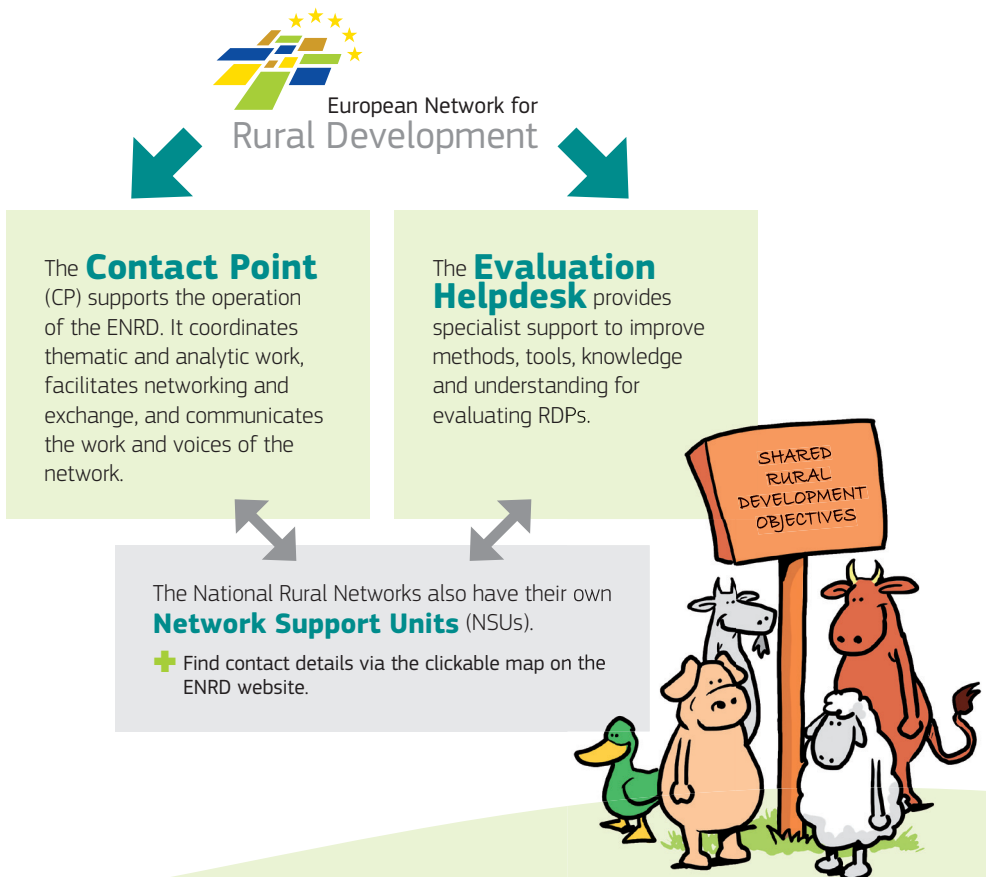 European Network for
Rural Development
The Contact Point
(CP) supports the operation
of the ENRD. It coordinates
thematic and analytic work,
facilitates networking and
exchange, and communicates
the work and voices of the
network.
The Evaluation
Helpdesk provides
specialist support to improve
methods, tools, knowledge
and understanding for
evaluating RDPs.
The National Rural Networks also have their own
Network Support Units (NSUs).
Find contact details via the clickable map on the
ENRD website.
SHARED
RURAL
DEVELOPMENT
OBJECTIVES